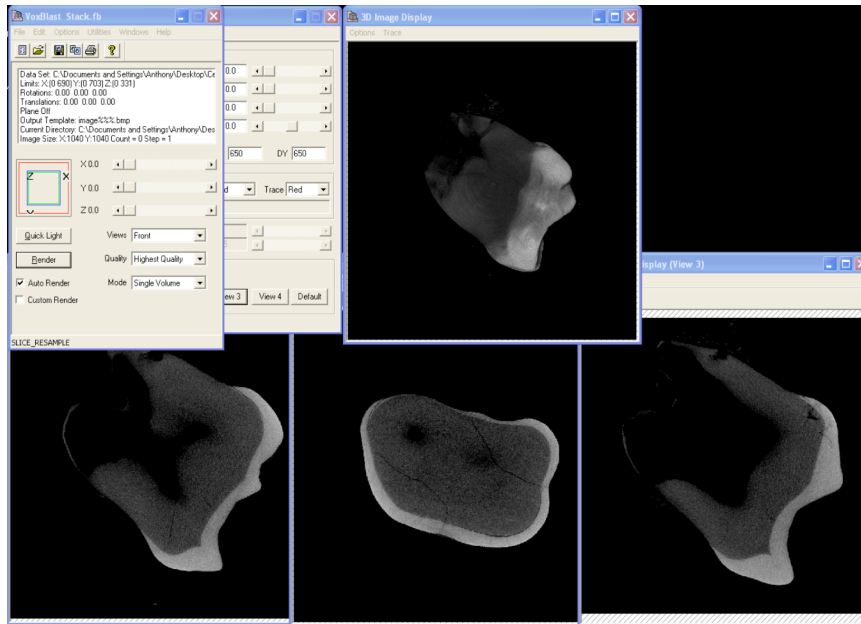 VoxBlast Stack.fb
File Edit Options Utilities Windows Help
Data Set: C:\Documents and Settings\Anthony\Desktop\Ce
Limits: X:(0 690) Y:(0 703) Z:(0 331)
Rotations: 0.00 0.00 0.00
Translations: 0.00 0.00 0.00
Plane Off
Output Template: image%%%.bmp
Current Directory: C:\Documents and Settings\Anthony\Des
Image Size: X:1040 Y:1040 Count = 0 Step = 1
Z X
X 0.0
Y 0.0
Z 0.0
Quick Light Views Front
Render Quality Highest Quality
Auto Render Mode Single Volume
Custom Render
SLICE_RESAMPLE
0.0
0.0
0.0
0.0
650 DY 650
d Trace Red
ew 3 View 4 Default
3D Image Display
Options Trace
isplay (View 3)